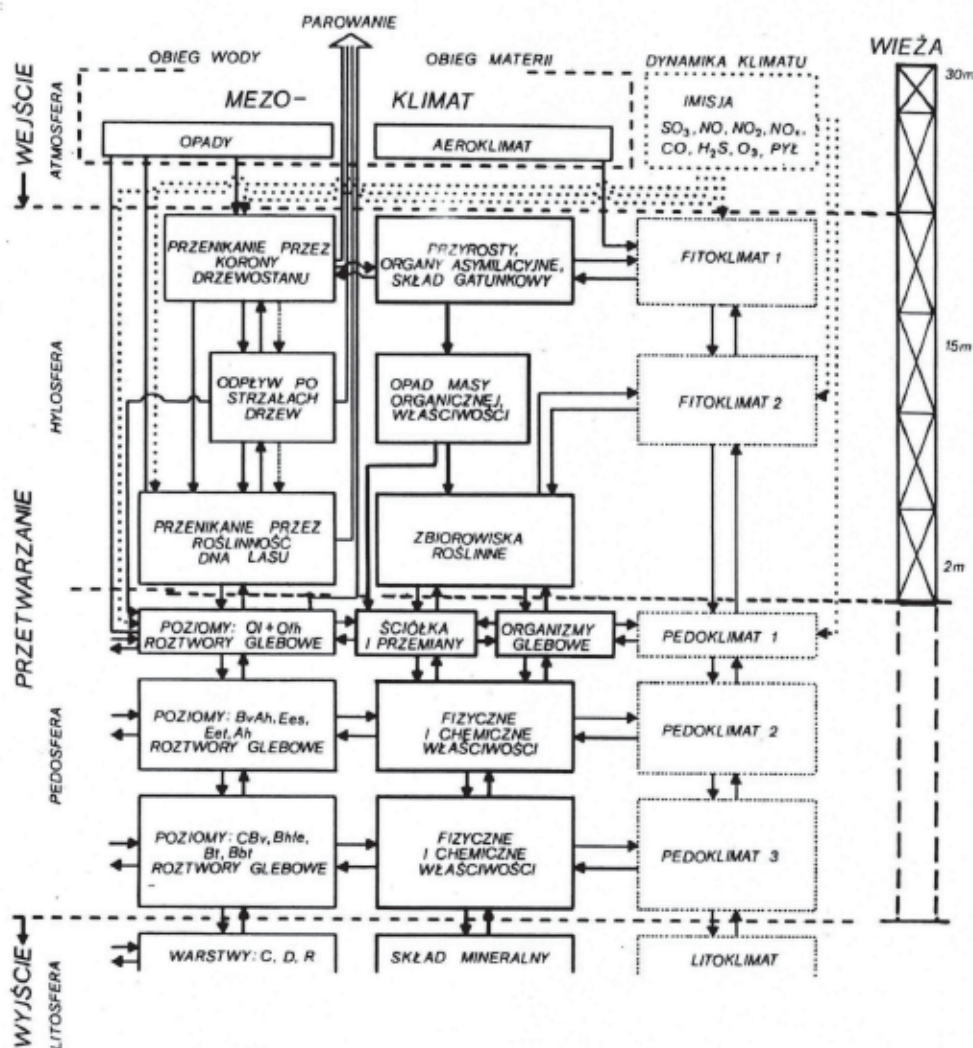 PAROWANIE
OBIEG WODY
OBIEG MATERII
DYNAMIKA KLIMATU
WIEŻA
30m
15m
2m
WEJŚCIE
ATMOSFERA
MEZO-
KLIMAT
OPADY
AEROKLIMAT
IMISJA
SO₃, NO, NO₂, NOₓ,
CO, H₂S, O₃, PYŁ
PRZETWARZANIE
HYLOSFERA
PRZENIKANIE PRZEZ
KORONY
DRZEWOSTANU
PRZYROSTY,
ORGANY ASYMILACYJNE,
SKŁAD GATUNKOWY
FITOKLIMAT 1
ODPŁYW PO
STRZAŁACH
DRZEW
OPAD MASY
ORGANICZNEJ,
WŁAŚCIWOŚCI
FITOKLIMAT 2
PRZENIKANIE PRZEZ
ROŚLINNOŚĆ
DNA LASU
ZBIOROWISKA
ROŚLINNE
PEDOSFERA
POZIOMY: Ol + Ofh
ROZTWORY GLEBOWE
ŚCIÓŁKA
I PRZEMIANY
ORGANIZMY
GLEBOWE
PEDOKLIMAT 1
POZIOMY: BvAh, Ees,
Eet, Ah
ROZTWORY GLEBOWE
FIZYCZNE
I CHEMICZNE
WŁAŚCIWOŚCI
PEDOKLIMAT 2
POZIOMY: CBv, Bhfe,
Bt, Bbt
ROZTWORY GLEBOWE
FIZYCZNE
I CHEMICZNE
WŁAŚCIWOŚCI
PEDOKLIMAT 3
WYJŚCIE
LITOSFERA
WARSTWY: C, D, R
SKŁAD MINERALNY
LITOKLIMAT